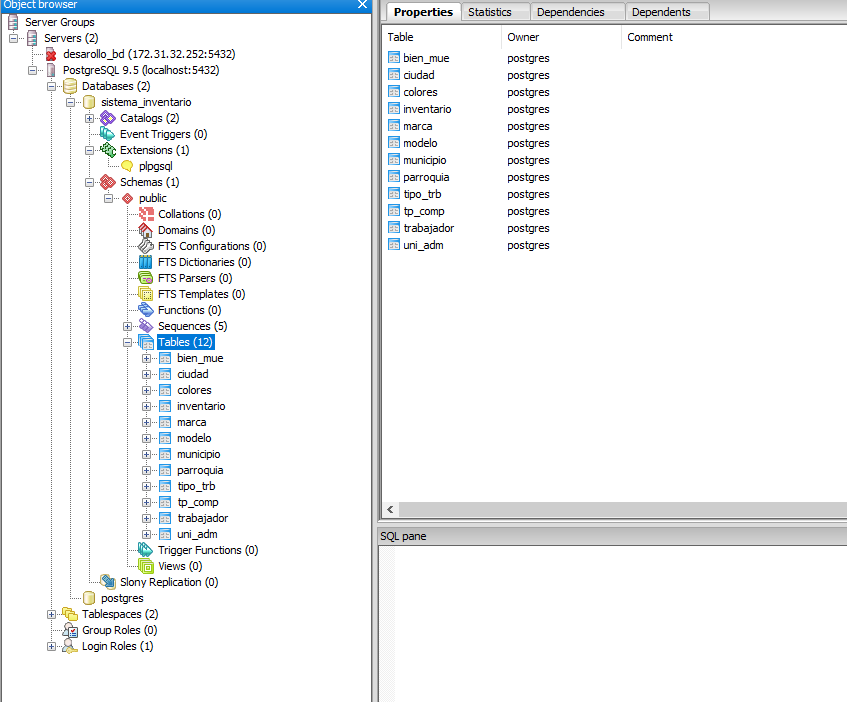 Object browser
Server Groups
Servers (2)
desarollo_bd (172.31.32.252:5432)
PostgreSQL 9.5 (localhost:5432)
Databases (2)
sistema_inventario
Catalogs (2)
Event Triggers (0)
Extensions (1)
plpgsql
Schemas (1)
public
Collations (0)
Domains (0)
FTS Configurations (0)
FTS Dictionaries (0)
FTS Parsers (0)
FTS Templates (0)
Functions (0)
Sequences (5)
Tables (12)
bien_mue
ciudad
colores
inventario
marca
modelo
municipio
parroquia
tipo_trb
tp_comp
trabajador
uni_adm
Trigger Functions (0)
Views (0)
Slony Replication (0)
postgres
Tablespaces (2)
Group Roles (0)
Login Roles (1)
Properties Statistics Dependencies Dependents
Table Owner Comment
bien_mue postgres
ciudad postgres
colores postgres
inventario postgres
marca postgres
modelo postgres
municipio postgres
parroquia postgres
tipo_trb postgres
tp_comp postgres
trabajador postgres
uni_adm postgres
SQL pane